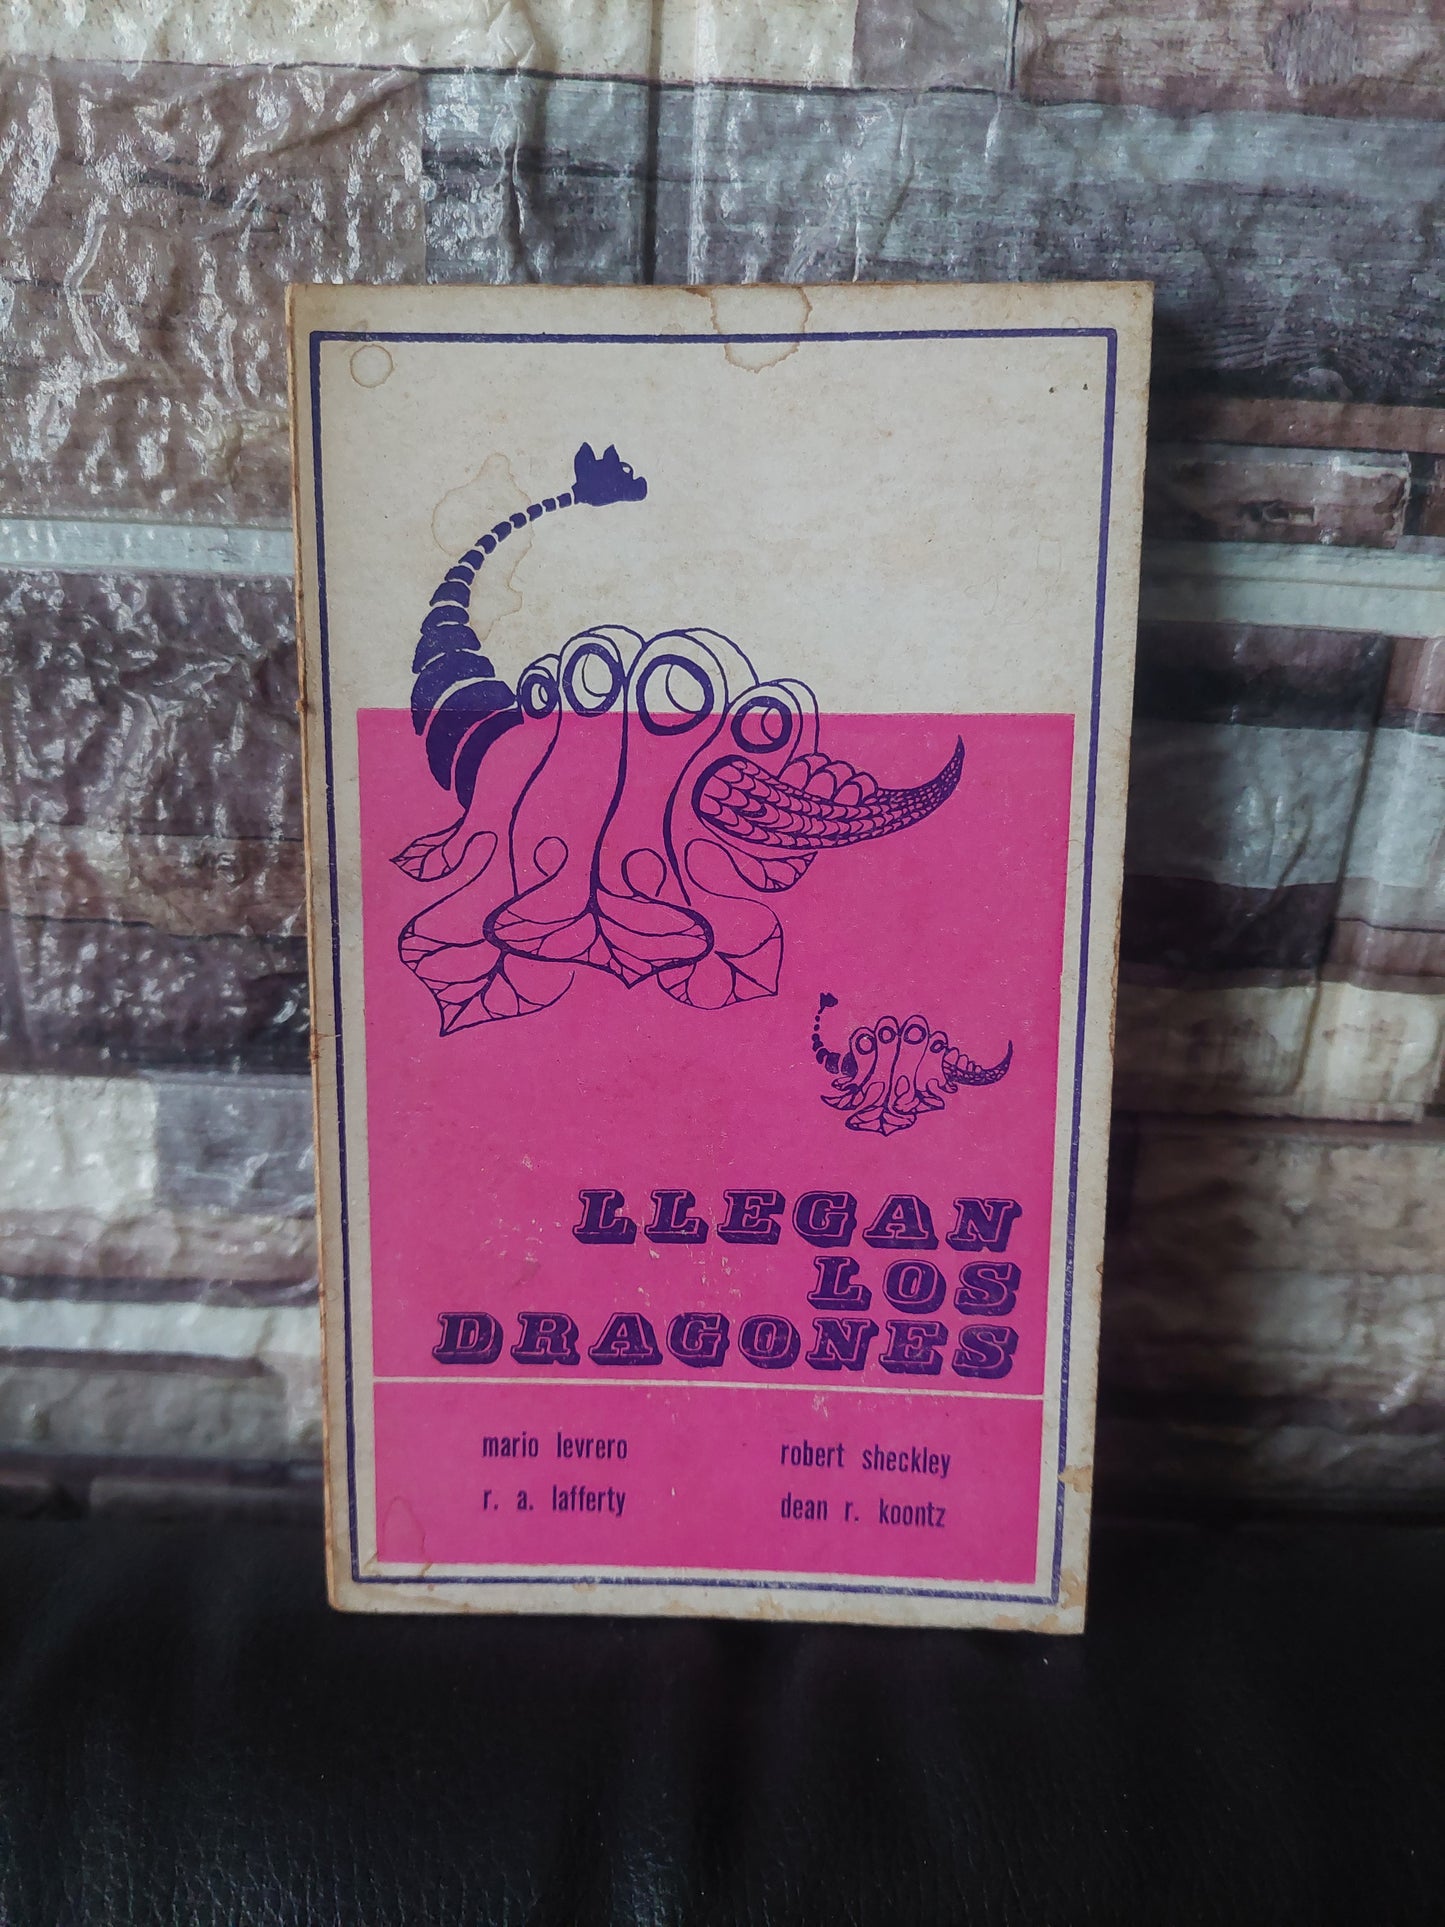 LLEGAN
LOS
DRAGONES
mario levrero
r. a. lafferty
robert sheckley
dean r. koontz